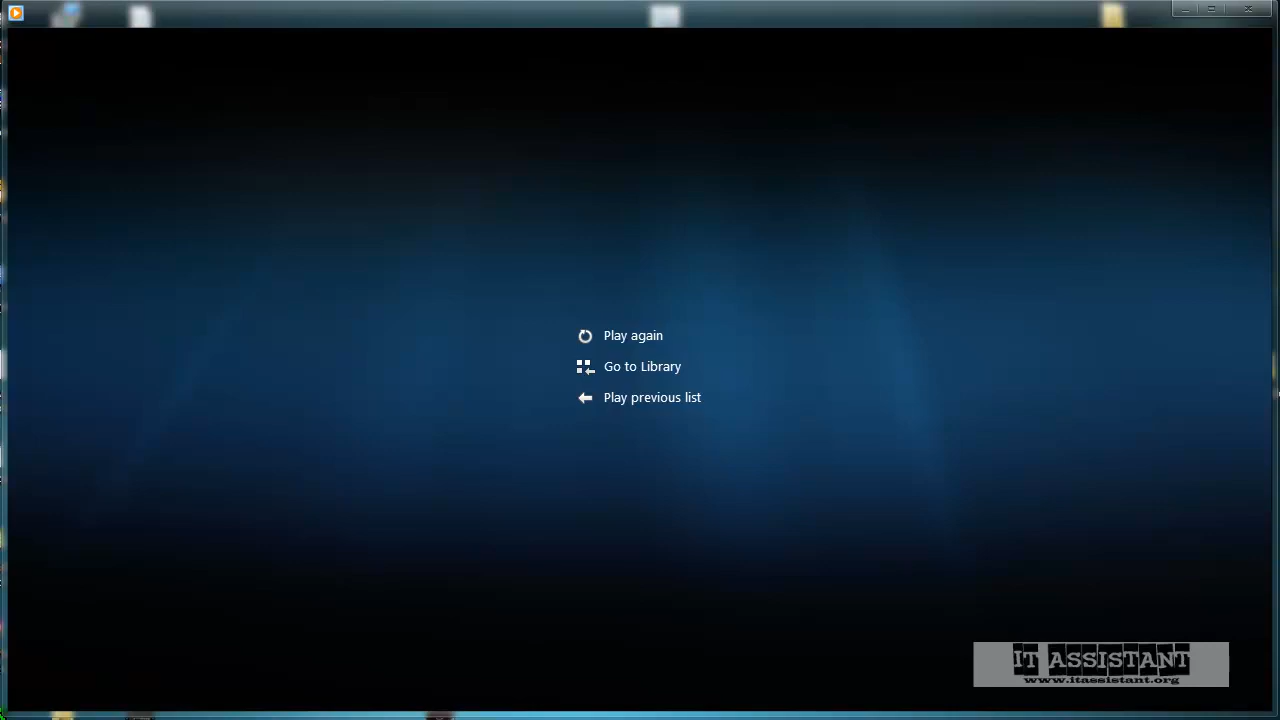 Play again
Go to Library
Play previous list
IT ASSISTANT
www.itassistant.org